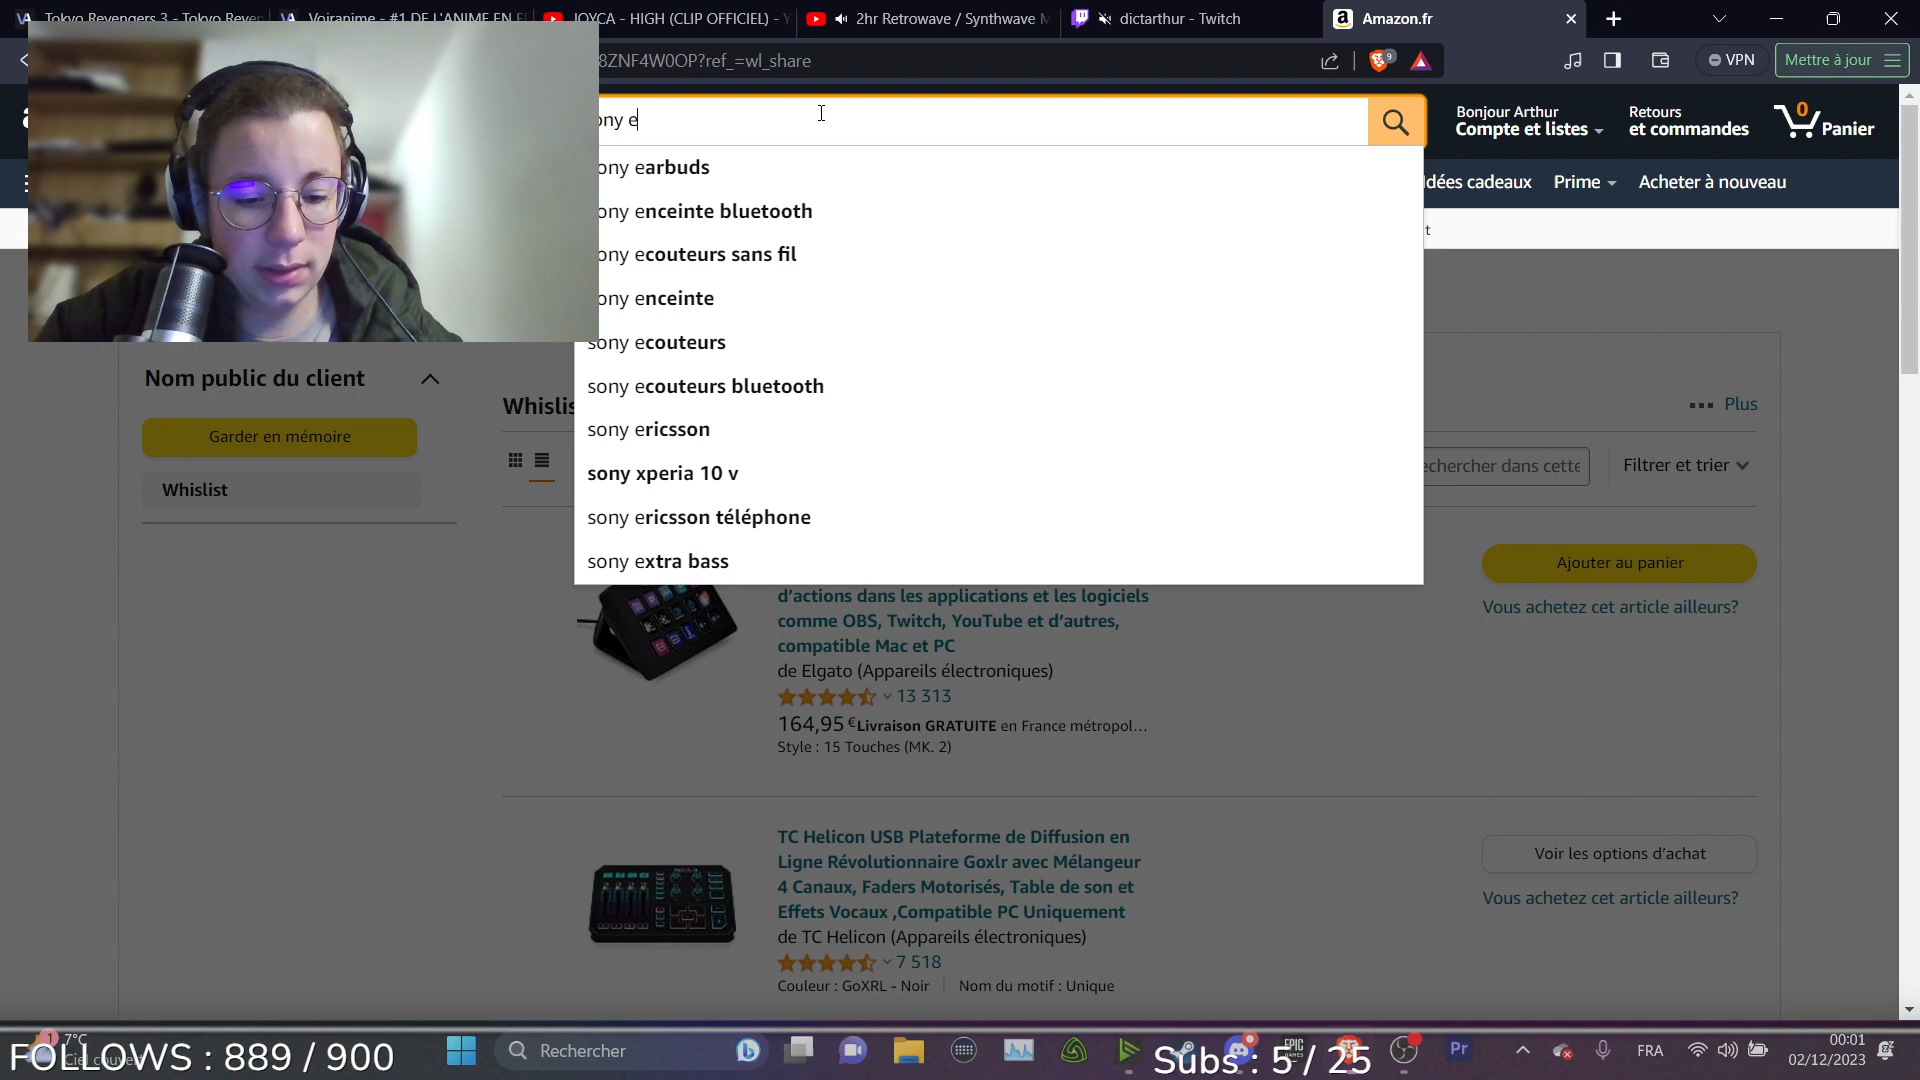 Tokyo Revengers 3 - Tokyo Reven
Voiranime - #1 DE L'ANIME EN F
JOYCA - HIGH (CLIP OFFICIEL) - Y
2hr Retrowave / Synthwave M
dictarthur - Twitch
Amazon.fr
8ZNF4W0OP?ref_=wl_share
9
VPN
Mettre à jour
ony e
Bonjour Arthur
Compte et listes
Retours
et commandes
0
Panier
ony earbuds
ony enceinte bluetooth
ony ecouteurs sans fil
ony enceinte
sony ecouteurs
sony ecouteurs bluetooth
sony ericsson
sony xperia 10 v
sony ericsson téléphone
sony extra bass
Idées cadeaux
Prime
Acheter à nouveau
t
Nom public du client
Garder en mémoire
Whislist
Whislis
Plus
echercher dans cette
Filtrer et trier
d'actions dans les applications et les logiciels
comme OBS, Twitch, YouTube et d'autres,
compatible Mac et PC
de Elgato (Appareils électroniques)
13 313
164,95 € Livraison GRATUITE en France métropol...
Style : 15 Touches (MK. 2)
Ajouter au panier
Vous achetez cet article ailleurs?
TC Helicon USB Plateforme de Diffusion en
Ligne Révolutionnaire Goxlr avec Mélangeur
4 Canaux, Faders Motorisés, Table de son et
Effets Vocaux ,Compatible PC Uniquement
de TC Helicon (Appareils électroniques)
7 518
Couleur : GoXRL - Noir
Nom du motif : Unique
Voir les options d'achat
Vous achetez cet article ailleurs?
1
7°C
Ciel couvert
FOLLOWS : 889 / 900
Rechercher
EPIC
GAMES
Subs : 5 / 25
Pr
FRA
00:01
02/12/2023